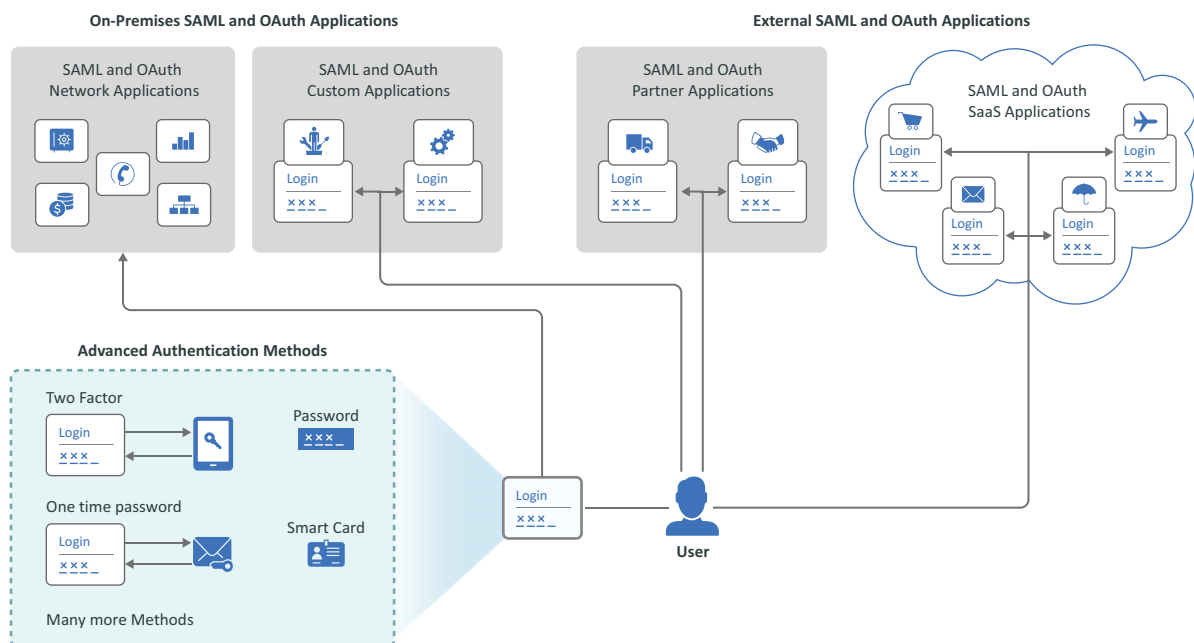 On-Premises SAML and OAuth Applications
External SAML and OAuth Applications
SAML and OAuth
Network Applications
SAML and OAuth
Custom Applications
Login
×××_
Login
×××_
SAML and OAuth
Partner Applications
Login
×××_
Login
×××_
SAML and OAuth
SaaS Applications
Login
×××_
Login
×××_
Login
×××_
Login
×××_
Advanced Authentication Methods
Two Factor
Login
×××_
Password
×××_
One time password
Login
×××_
Smart Card
Many more Methods
Login
×××_
User